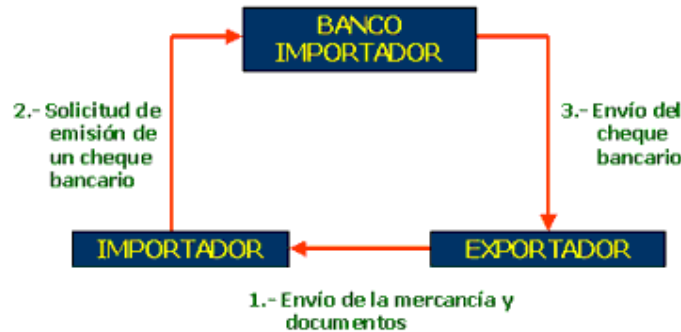 BANCO
IMPORTADOR
2.- Solicitud de
emisión de
un cheque
bancario
3.- Envío del
cheque
bancario
IMPORTADOR
EXPORTADOR
1.- Envío de la mercancía y
documentos